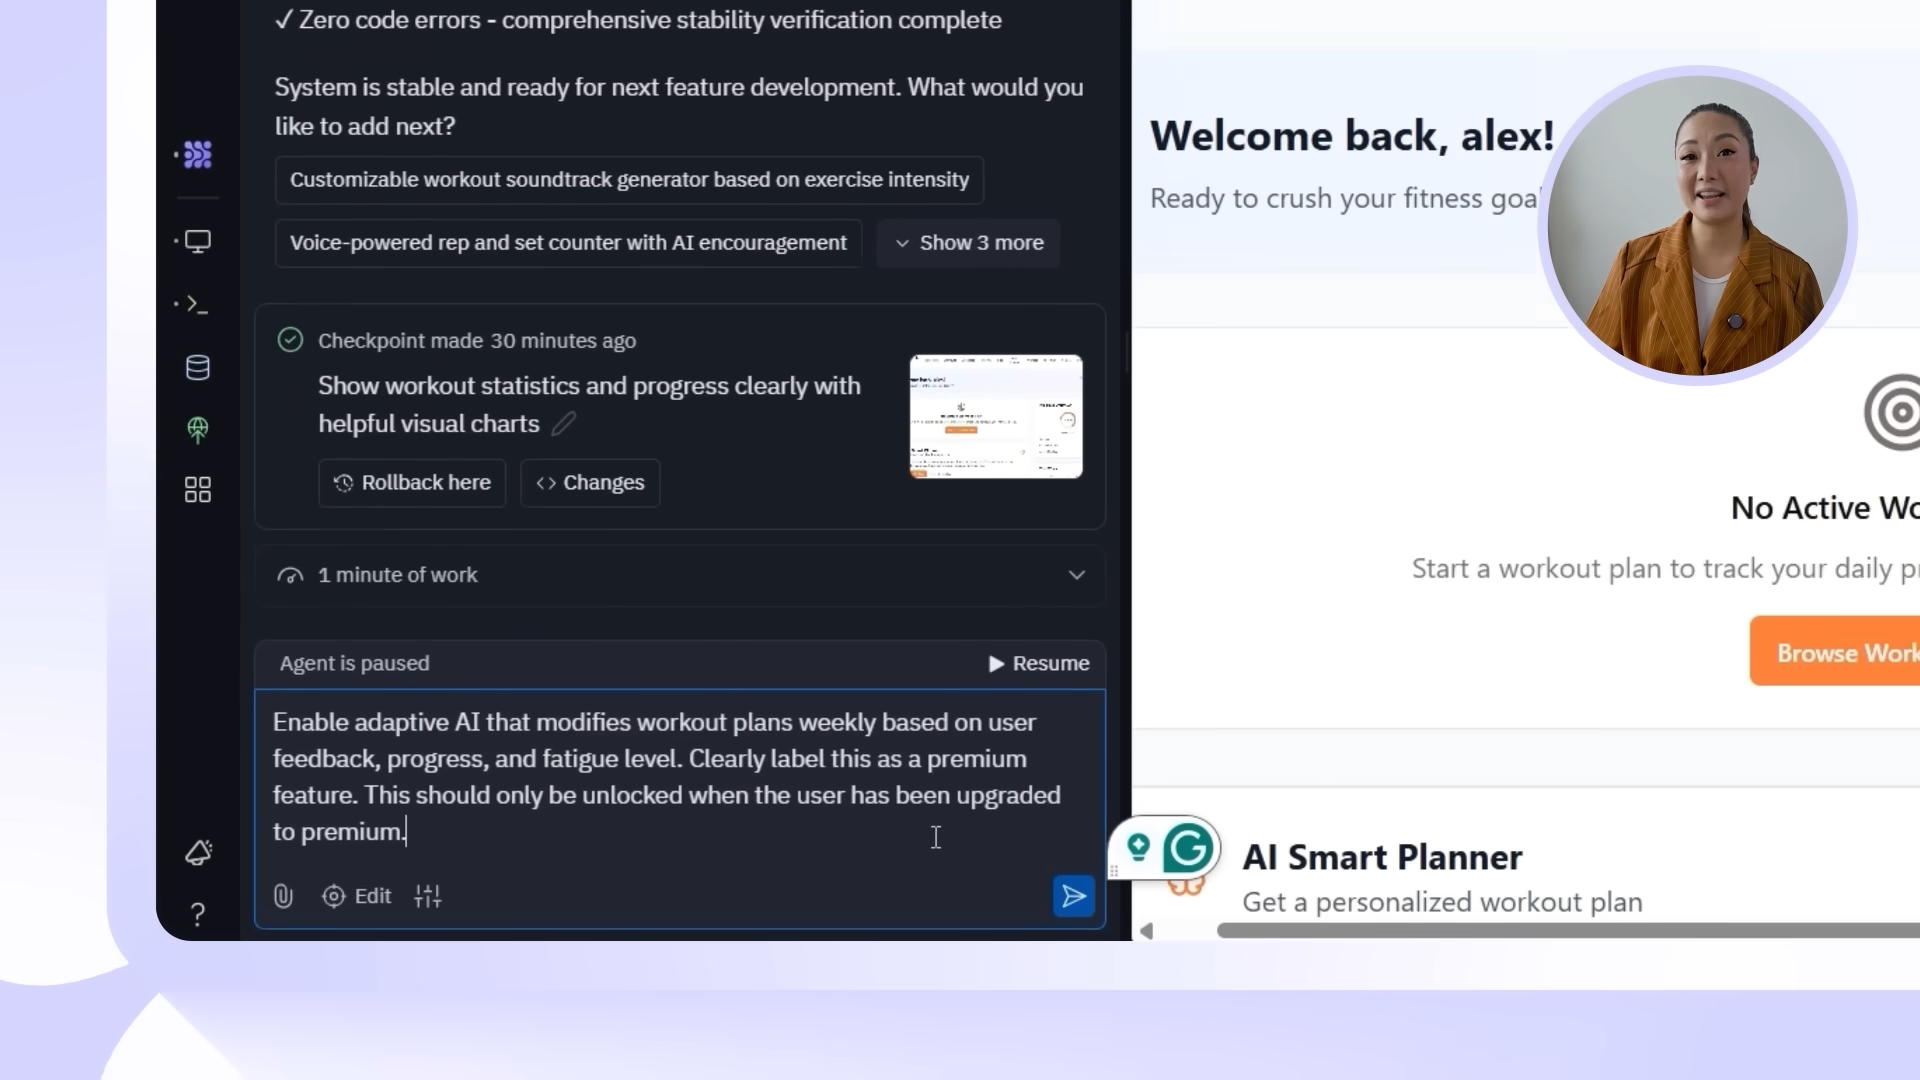 ✓ Zero code errors - comprehensive stability verification complete
System is stable and ready for next feature development. What would you
like to add next?
Customizable workout soundtrack generator based on exercise intensity
Voice-powered rep and set counter with AI encouragement
Show 3 more
Checkpoint made 30 minutes ago
Show workout statistics and progress clearly with
helpful visual charts
Rollback here
Changes
1 minute of work
Agent is paused
Resume
Enable adaptive AI that modifies workout plans weekly based on user
feedback, progress, and fatigue level. Clearly label this as a premium
feature. This should only be unlocked when the user has been upgraded
to premium.
Edit
Welcome back, alex!
Ready to crush your fitness goa
No Active Wo
Start a workout plan to track your daily p
Browse Work
AI Smart Planner
Get a personalized workout plan